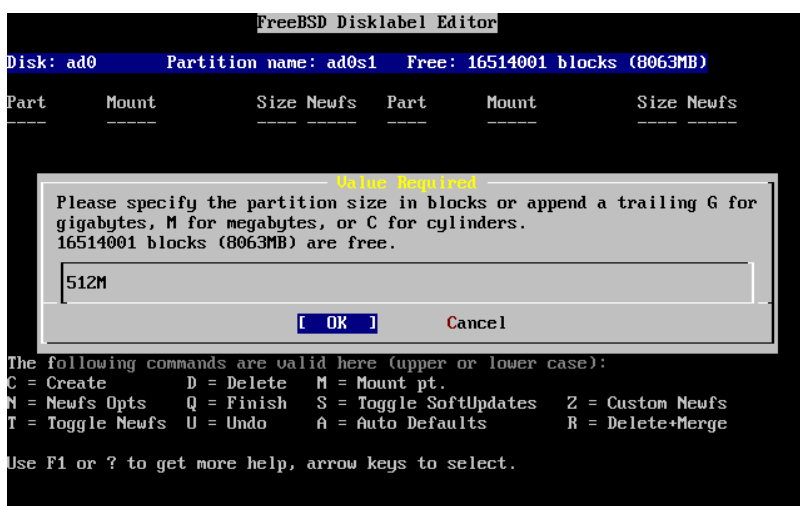 FreeBSD Disklabel Editor
Disk: ad0 Partition name: ad0s1 Free: 16514001 blocks (8063MB)
Part Mount Size Newfs Part Mount Size Newfs
---- ----- ---- ----- ---- ----- ---- -----
Value Required
Please specify the partition size in blocks or append a trailing G for
gigabytes, M for megabytes, or C for cylinders.
16514001 blocks (8063MB) are free.
512M
[ OK ] Cancel
The following commands are valid here (upper or lower case):
C = Create D = Delete M = Mount pt.
N = Newfs Opts Q = Finish S = Toggle SoftUpdates Z = Custom Newfs
T = Toggle Newfs U = Undo A = Auto Defaults R = Delete+Merge
Use F1 or ? to get more help, arrow keys to select.